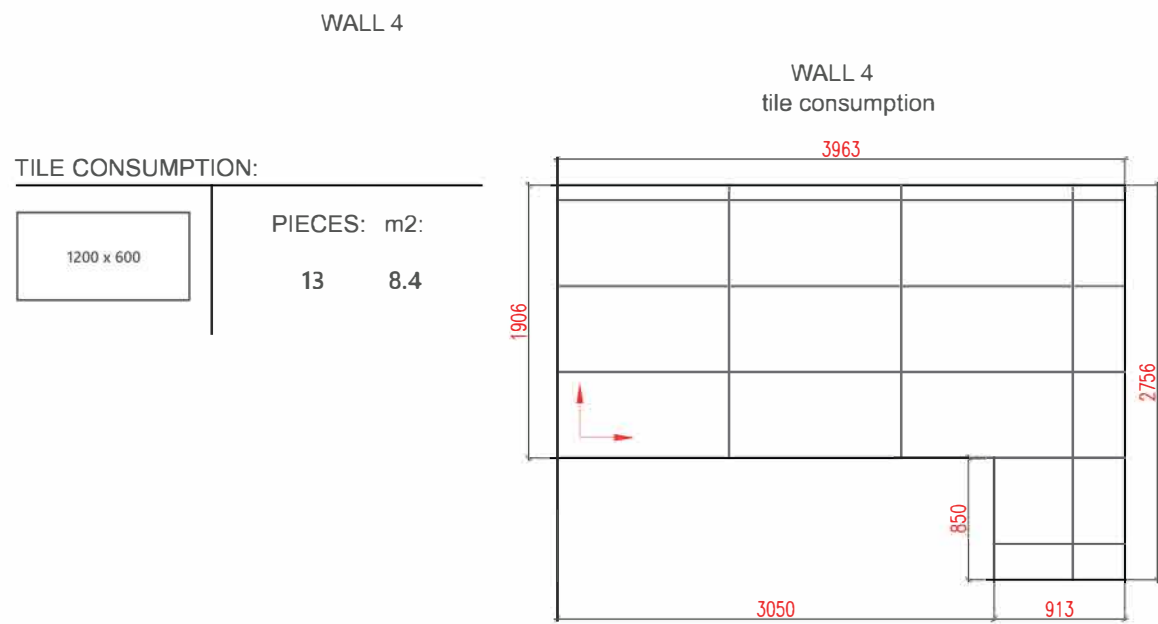 WALL 4
WALL 4
tile consumption
TILE CONSUMPTION:
1200 x 600
PIECES: m2:
13 8.4
3963
1906
2756
850
3050
913